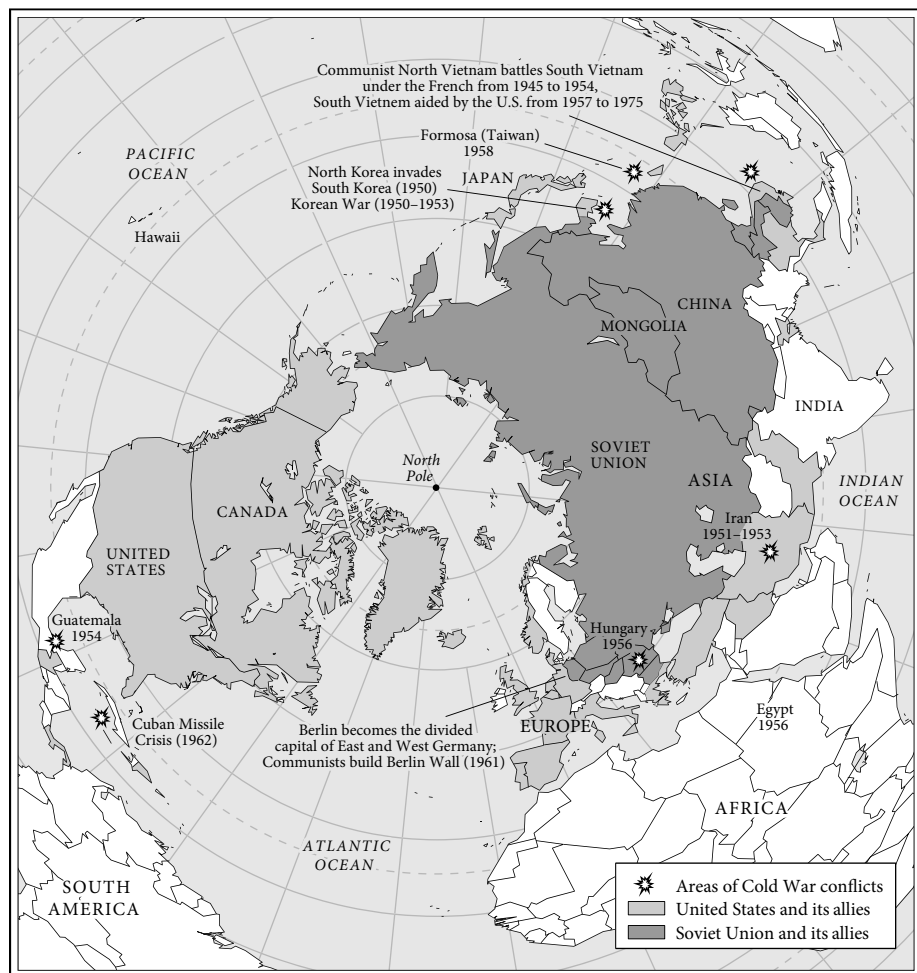 Communist North Vietnam battles South Vietnam
under the French from 1945 to 1954,
South Vietnem aided by the U.S. from 1957 to 1975
Formosa (Taiwan)
1958
PACIFIC
OCEAN
JAPAN
North Korea invades
South Korea (1950)
Korean War (1950–1953)
Hawaii
CHINA
MONGOLIA
INDIA
SOVIET
UNION
North
Pole
ASIA
INDIAN
OCEAN
CANADA
Iran
1951–1953
UNITED
STATES
Guatemala
1954
Hungary
1956
Cuban Missile
Crisis (1962)
Berlin becomes the divided
capital of East and West Germany;
Communists build Berlin Wall (1961)
EUROPE
Egypt
1956
AFRICA
ATLANTIC
OCEAN
SOUTH
AMERICA
Areas of Cold War conflicts
United States and its allies
Soviet Union and its allies